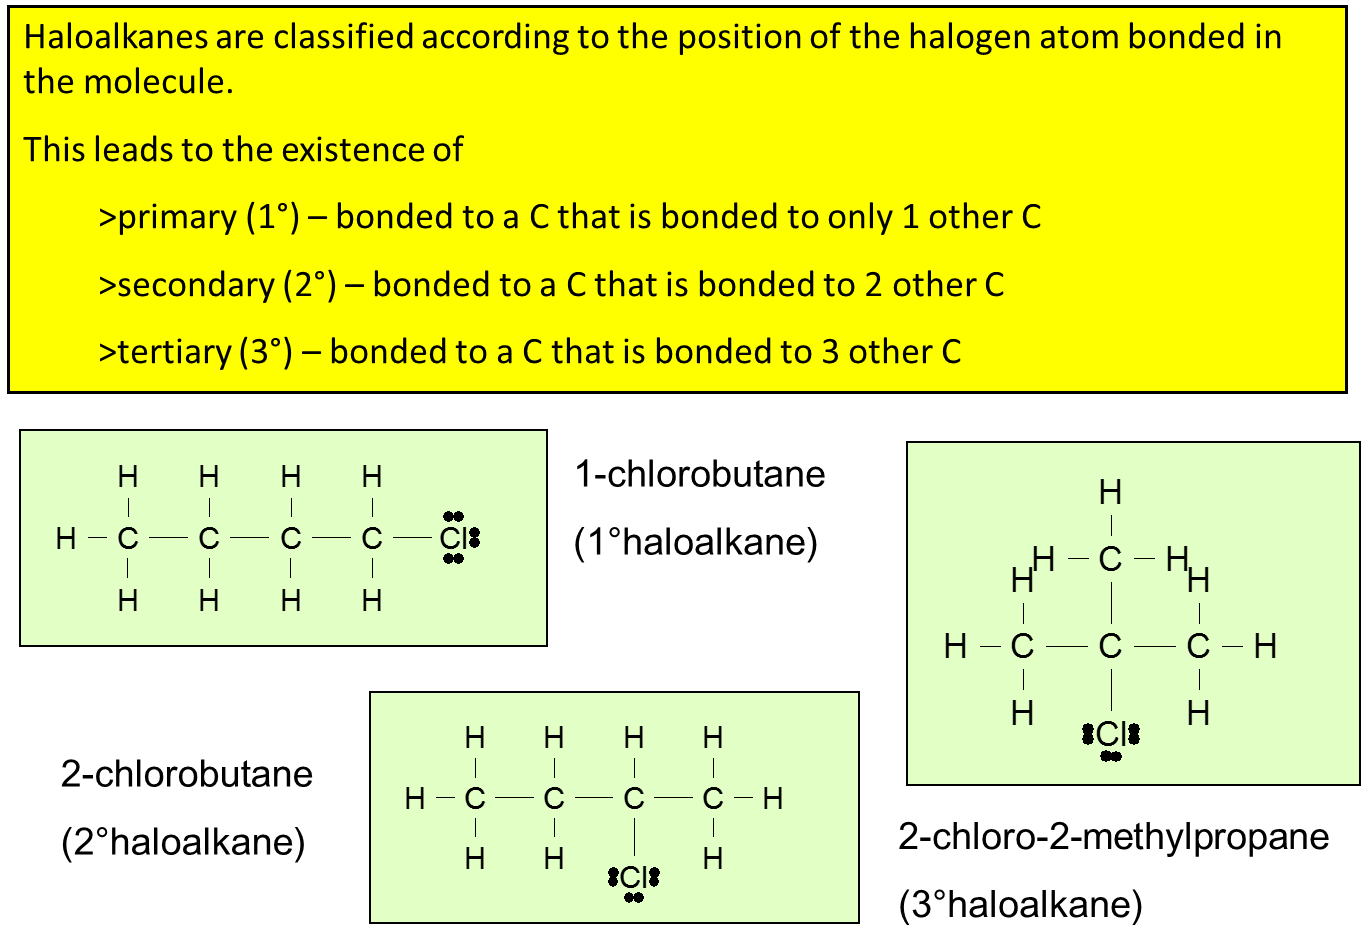 Haloalkanes are classified according to the position of the halogen atom bonded in
the molecule.
This leads to the existence of
>primary (1°) – bonded to a C that is bonded to only 1 other C
>secondary (2°) – bonded to a C that is bonded to 2 other C
>tertiary (3°) – bonded to a C that is bonded to 3 other C
H H H H
H C C C C Cl
H H H H
1-chlorobutane
(1°haloalkane)
H
H C H
H H
H C C C H
H H
Cl
2-chlorobutane
(2°haloalkane)
H H H H
H C C C C H
H H H
Cl
2-chloro-2-methylpropane
(3°haloalkane)